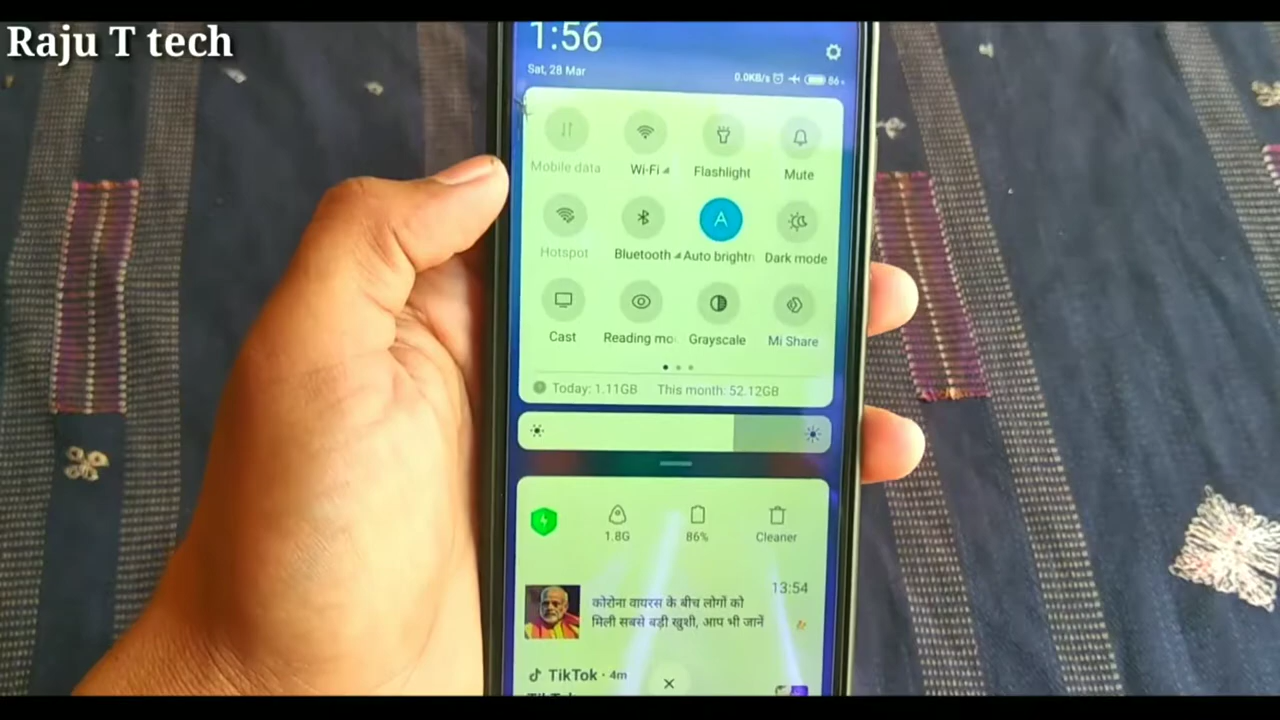 Raju T tech
1:56
Sat, 28 Mar
0.0KB/s 86
Mobile data
Wi-Fi
Flashlight
Mute
Hotspot
Bluetooth
Auto brightn
Dark mode
Cast
Reading mo
Grayscale
Mi Share
Today: 1.11GB This month: 52.12GB
1.8G
86%
Cleaner
13:54
कोरोना वायरस के बीच लोगों को
मिली सबसे बड़ी खुशी, आप भी जानें
TikTok · 4m